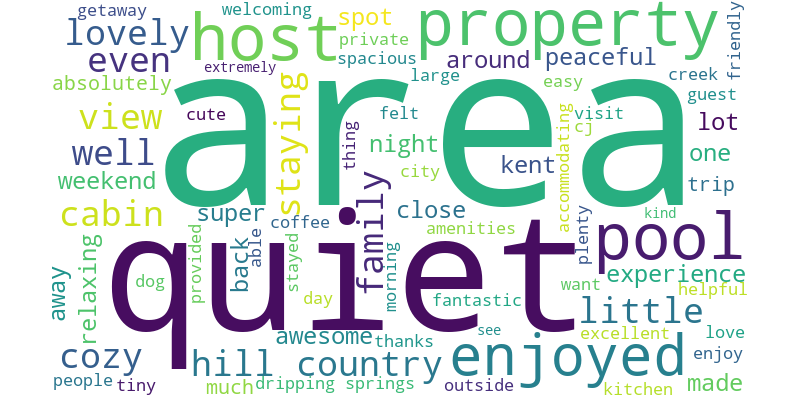 getaway
welcoming
spot
property
friendly
lovely
host
private
even
spacious
around
peaceful
absolutely
extremely
large
easy
creek
guest
view
cute
area
felt
visit
lot
well
staying
thing
night
cj
kent
one
weekend
city
accommodating
trip
cabin
super
coffee
family
close
kind
quiet
back
able
amenities
plenty
pool
relaxing
provided
stayed
morning
experience
away
dog
day
fantastic
want
helpful
little
awesome
thanks
see
excellent
love
cozy
hill
country
enjoyed
enjoy
people
tiny
much
dripping springs
outside
kitchen
made